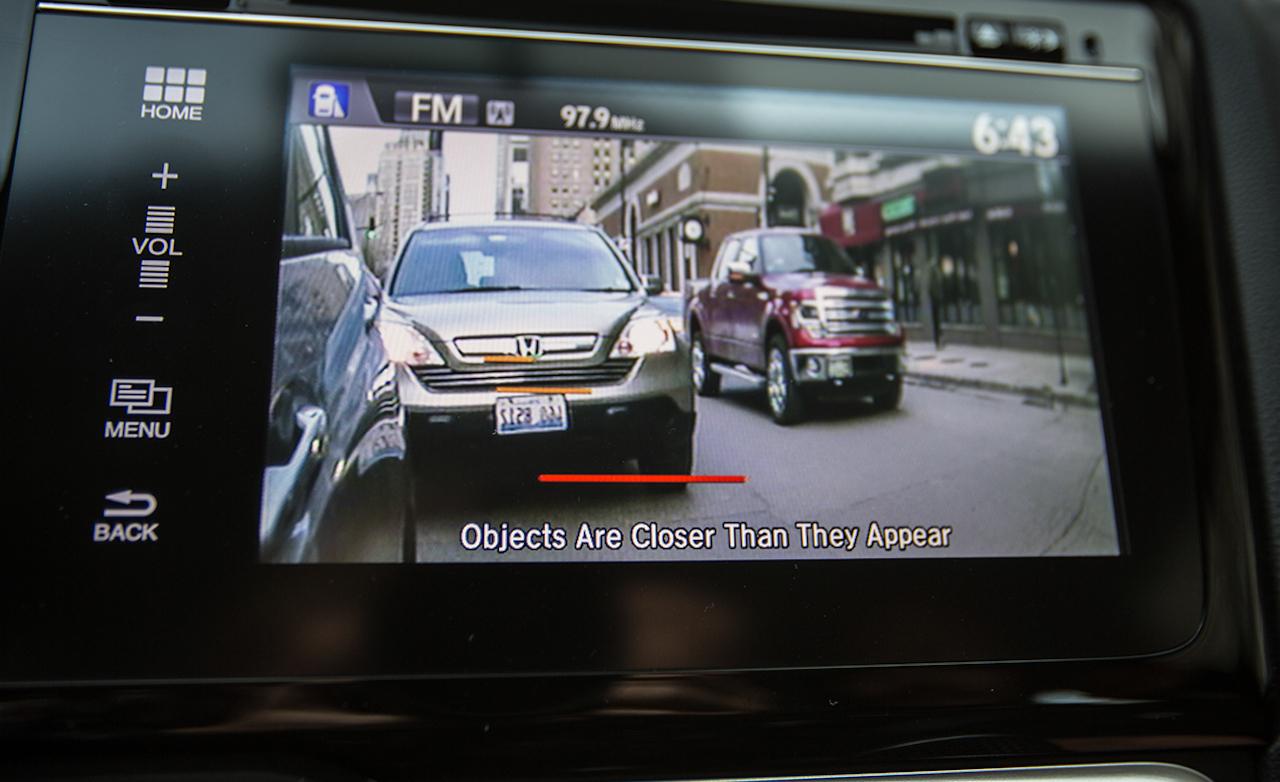 FM
97.9 MHz
6:43
HOME
+
VOL
−
MENU
BACK
Objects Are Closer Than They Appear